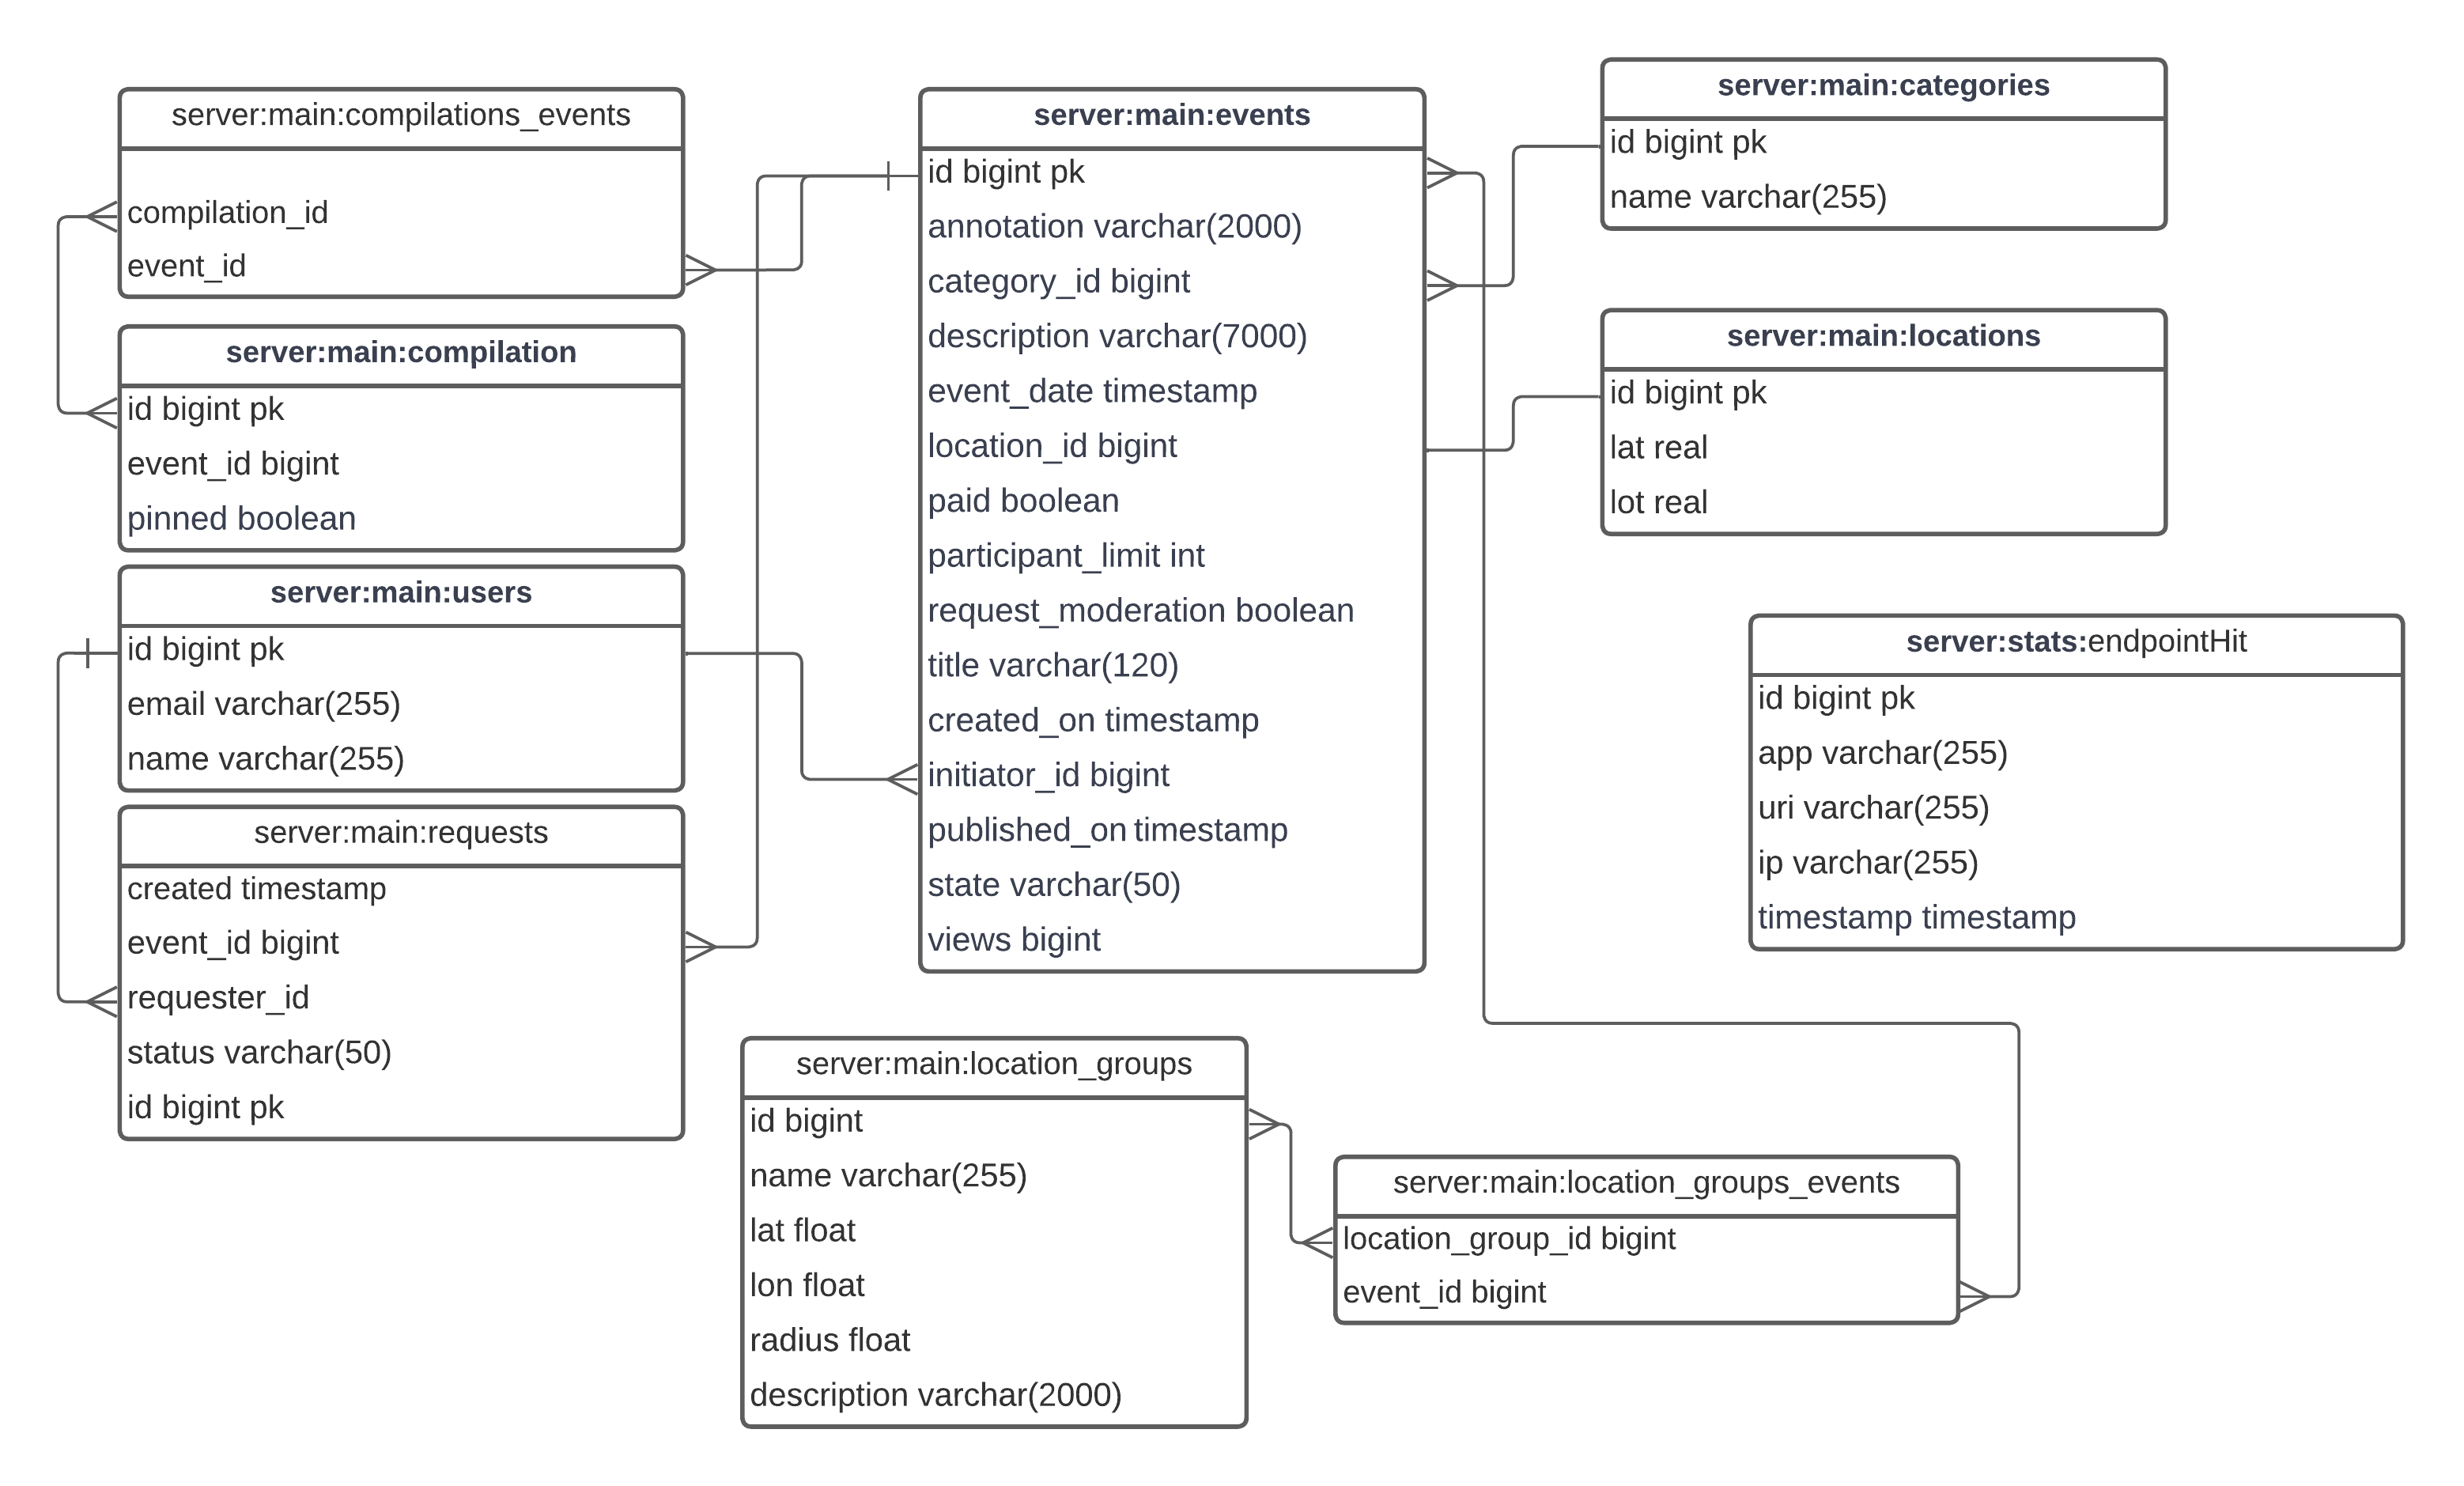 server:main:compilations_events
compilation_id
event_id
server:main:compilation
id bigint pk
event_id bigint
pinned boolean
server:main:users
id bigint pk
email varchar(255)
name varchar(255)
server:main:requests
created timestamp
event_id bigint
requester_id
status varchar(50)
id bigint pk
server:main:events
id bigint pk
annotation varchar(2000)
category_id bigint
description varchar(7000)
event_date timestamp
location_id bigint
paid boolean
participant_limit int
request_moderation boolean
title varchar(120)
created_on timestamp
initiator_id bigint
published_on timestamp
state varchar(50)
views bigint
server:main:categories
id bigint pk
name varchar(255)
server:main:locations
id bigint pk
lat real
lot real
server:stats:endpointHit
id bigint pk
app varchar(255)
uri varchar(255)
ip varchar(255)
timestamp timestamp
server:main:location_groups
id bigint
name varchar(255)
lat float
lon float
radius float
description varchar(2000)
server:main:location_groups_events
location_group_id bigint
event_id bigint